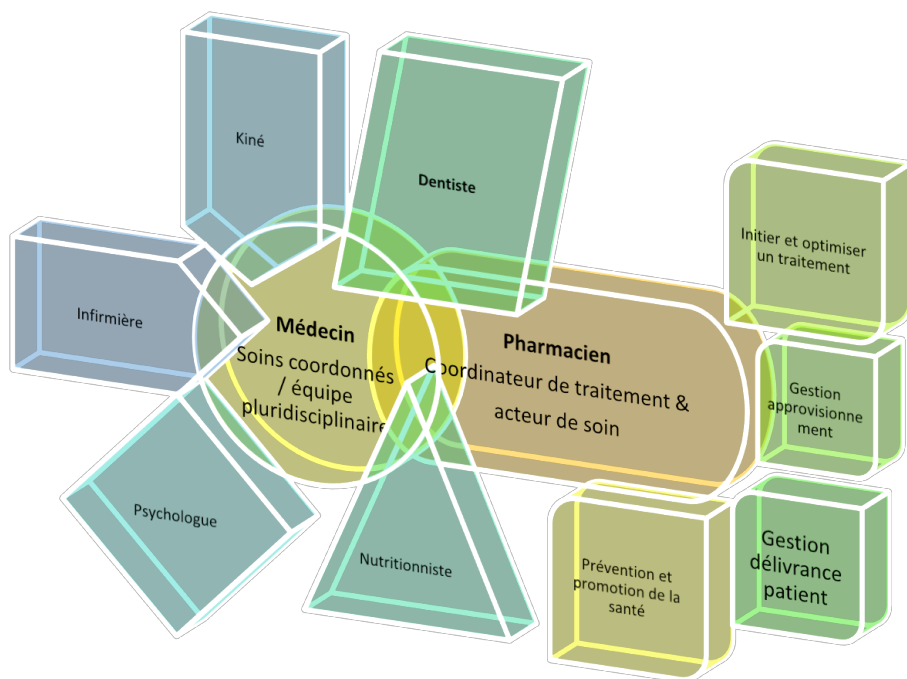 Kiné
Dentiste
Infirmière
Médecin
Soins coordonnés
/ équipe
pluridisciplinaire
Pharmacien
Coordinateur de traitement &
acteur de soin
Initier et optimiser
un traitement
Gestion
approvisionne
ment
Psychologue
Nutritionniste
Prévention et
promotion de la
santé
Gestion
délivrance
patient